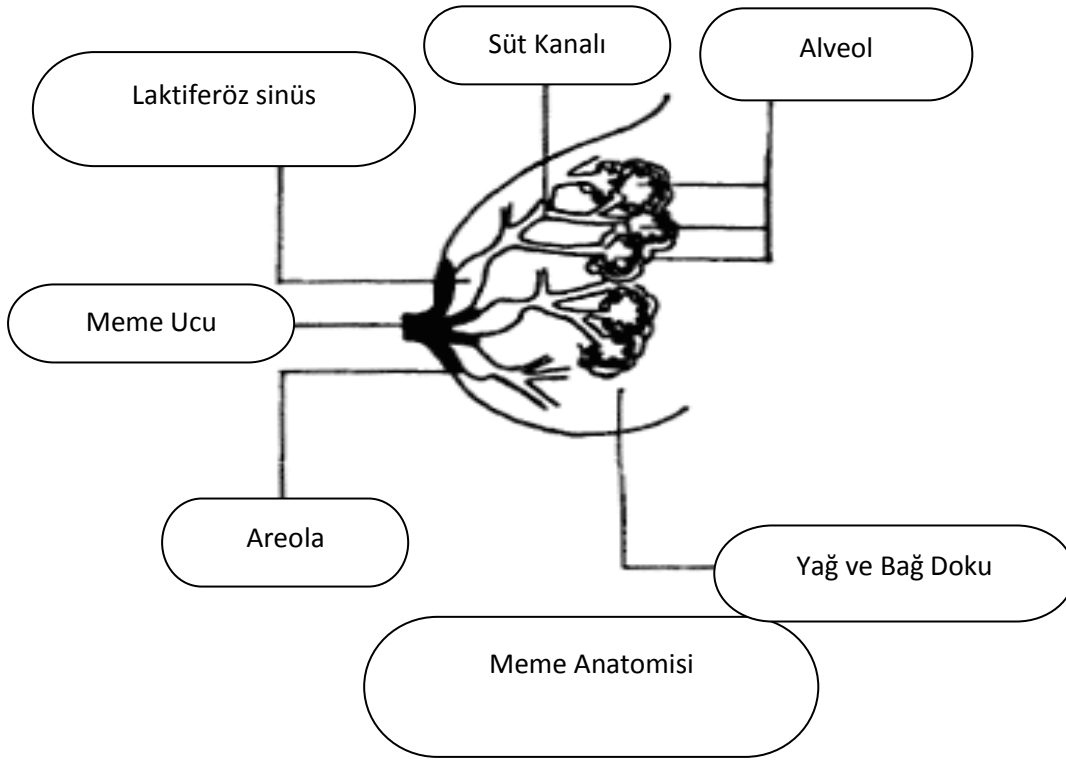 Süt Kanalı
Alveol
Laktiferöz sinüs
Meme Ucu
Areola
Yağ ve Bağ Doku
Meme Anatomisi